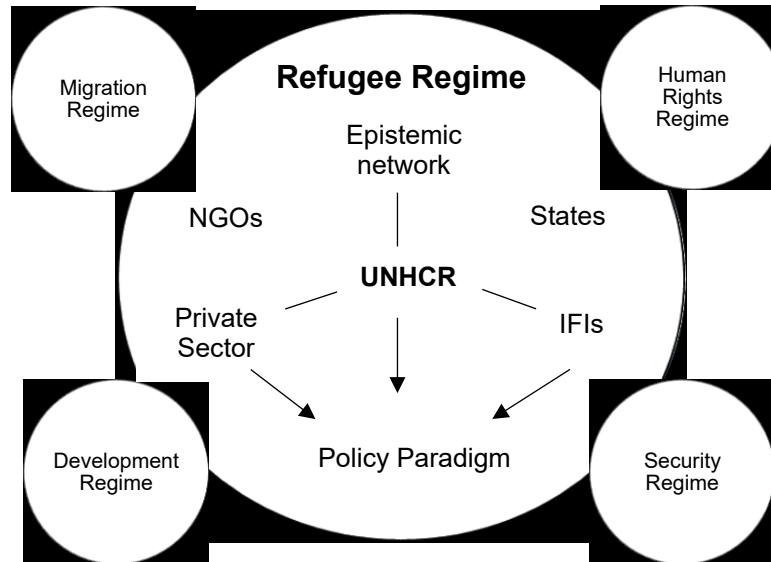 Migration
Regime
Refugee Regime
Human
Rights
Regime
Epistemic
network
NGOs
States
UNHCR
Private
Sector
IFIs
Development
Regime
Policy Paradigm
Security
Regime